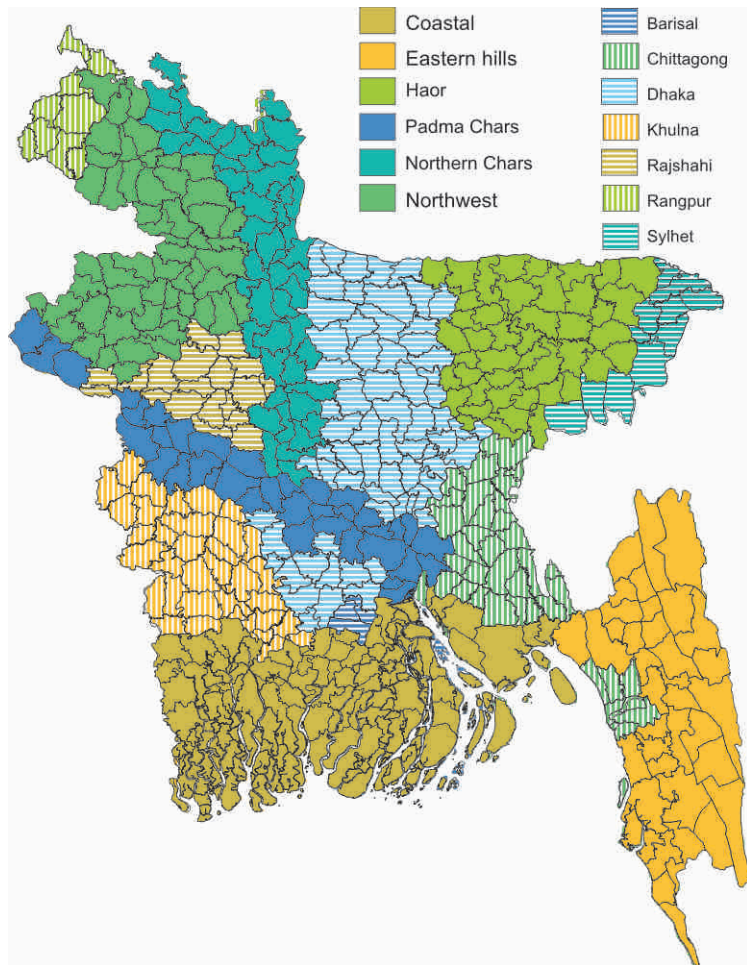 Coastal
Eastern hills
Haor
Padma Chars
Northern Chars
Northwest
Barisal
Chittagong
Dhaka
Khulna
Rajshahi
Rangpur
Sylhet